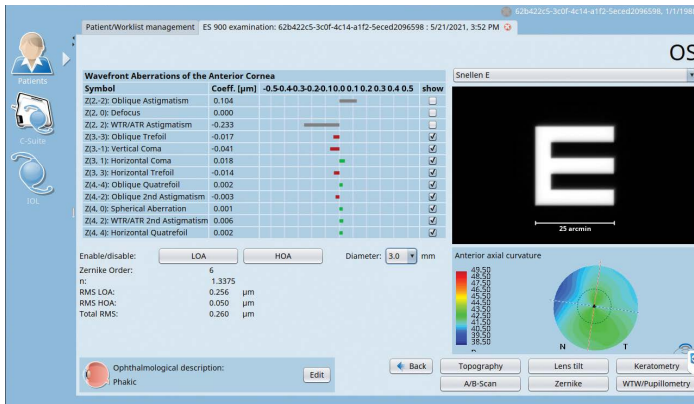 62b422c5-3c0f-4c14-a1f2-5eced2096598, 1/1/198
Patient/Worklist management ES 900 examination: 62b422c5-3c0f-4c14-a1f2-5eced2096598 : 5/21/2021, 3:52 PM
OS
Patients
C-Suite
IOL
Wavefront Aberrations of the Anterior Cornea
Symbol Coeff. [µm] -0.5-0.4-0.3-0.2-0.1 0.0 0.1 0.2 0.3 0.4 0.5 show
Z(2,-2): Oblique Astigmatism 0.104
Z(2, 0): Defocus 0.000
Z(2, 2): WTR/ATR Astigmatism -0.233
Z(3,-3): Oblique Trefoil -0.017
Z(3,-1): Vertical Coma -0.041
Z(3, 1): Horizontal Coma 0.018
Z(3, 3): Horizontal Trefoil -0.014
Z(4,-4): Oblique Quatrefoil 0.002
Z(4,-2): Oblique 2nd Astigmatism -0.003
Z(4, 0): Spherical Aberration 0.001
Z(4, 2): WTR/ATR 2nd Astigmatism 0.006
Z(4, 4): Horizontal Quatrefoil 0.002
Enable/disable: LOA HOA Diameter: 3.0 mm
Zernike Order: 6
n: 1.3375
RMS LOA: 0.256 µm
RMS HOA: 0.050 µm
Total RMS: 0.260 µm
Snellen E
E
25 arcmin
Anterior axial curvature
49.50
48.50
47.50
46.50
45.50
44.50
43.50
42.50
41.50
40.50
39.50
38.50
N T
Ophthalmological description:
Phakic
Edit
Back
Topography Lens tilt Keratometry
A/B-Scan Zernike WTW/Pupillometry